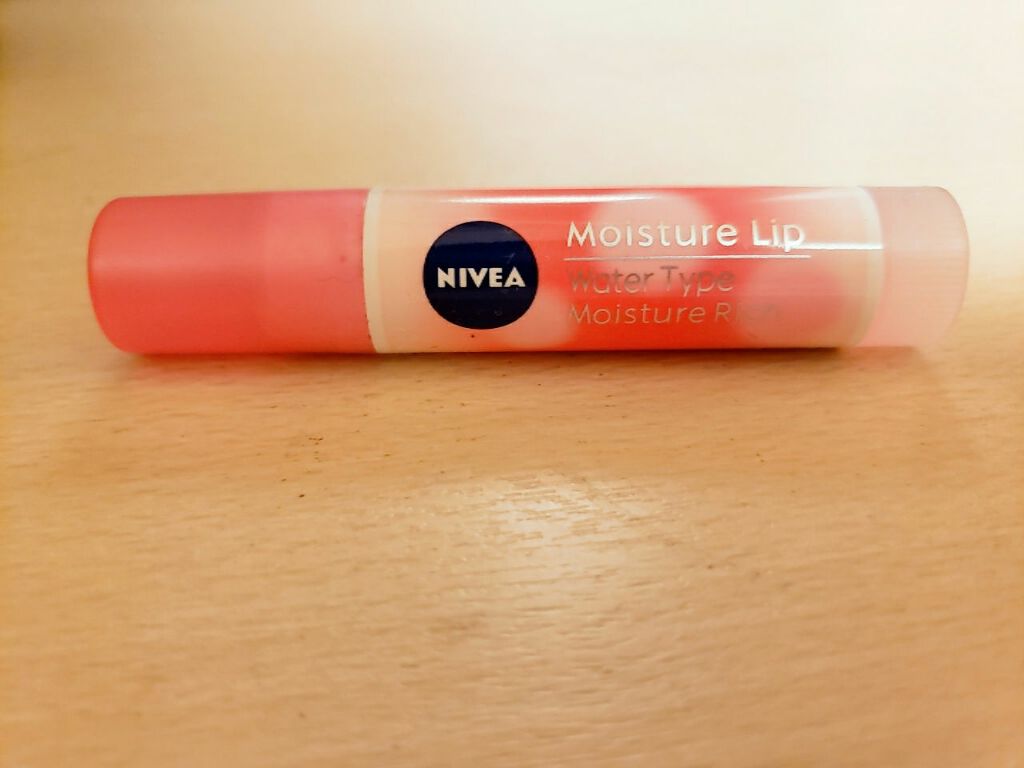 NIVEA
Moisture Lip
Water Type
Moisture Rich